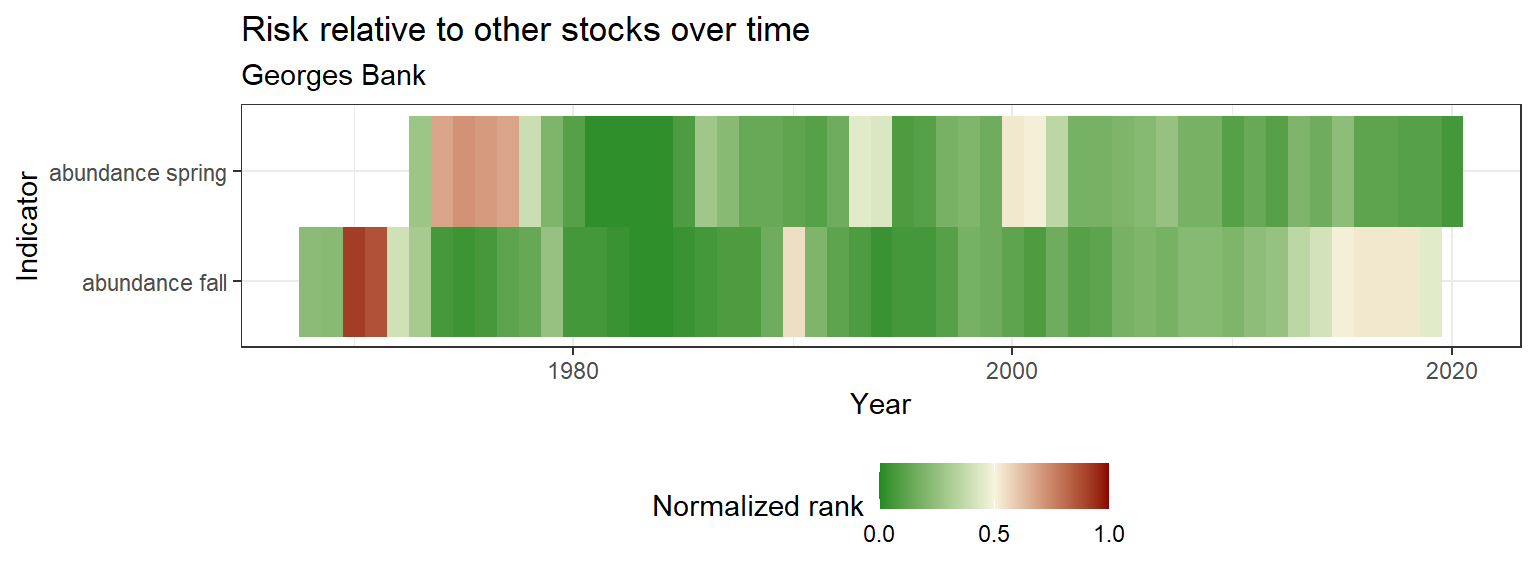 Risk relative to other stocks over time
Georges Bank
Indicator
abundance spring
abundance fall
1980 2000 2020
Year
Normalized rank
0.0 0.5 1.0